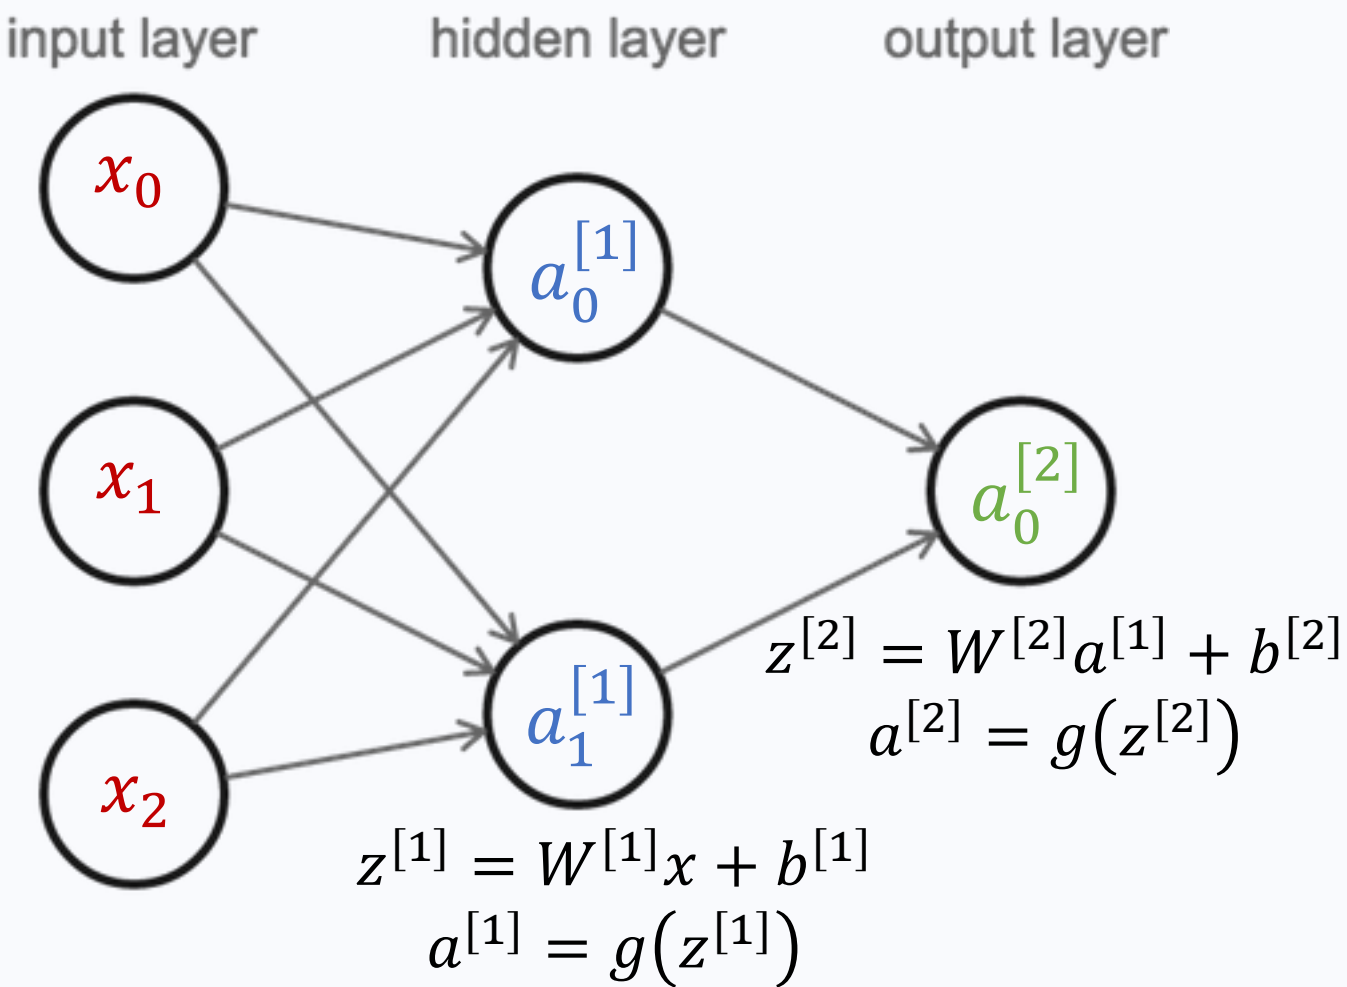 input layer hidden layer output layer
x₀
a₀^[1]
x₁
a₀^[2]
x₂
a₁^[1]
z^[2] = W^[2]a^[1] + b^[2]
a^[2] = g(z^[2])
z^[1] = W^[1]x + b^[1]
a^[1] = g(z^[1])